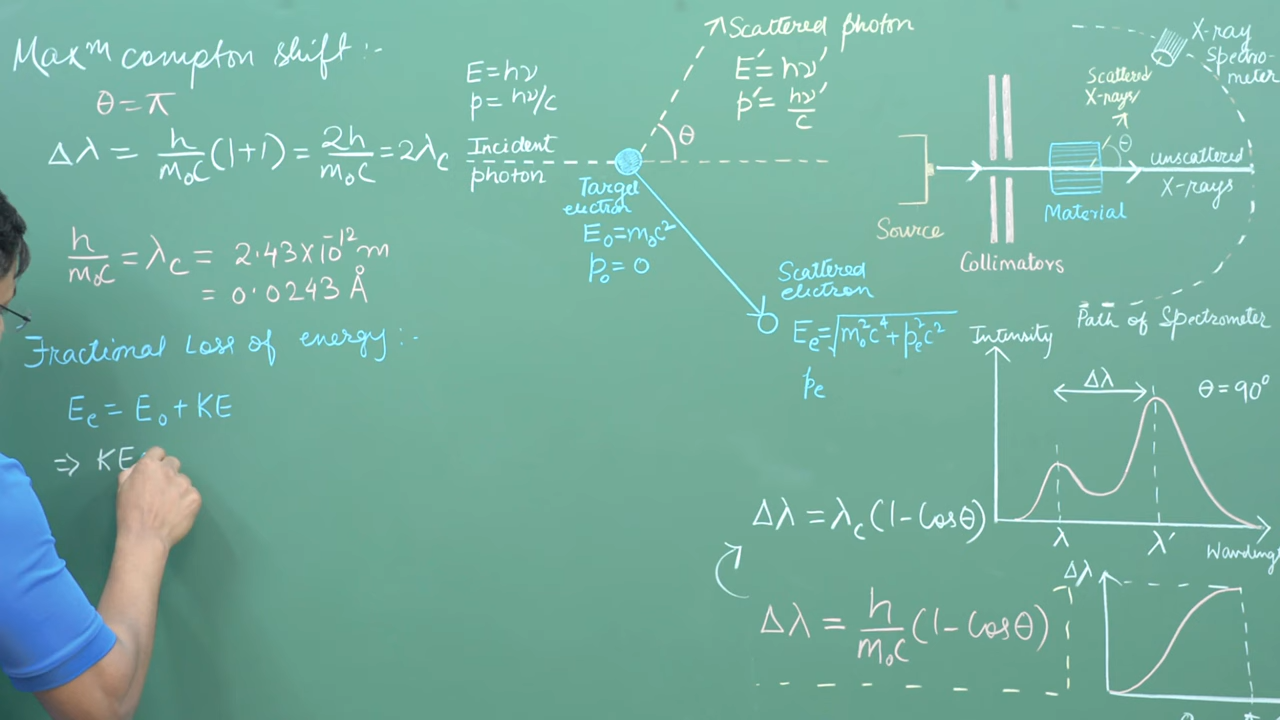 Maxᵐ compton shift :-
θ = π
Δλ = h/m₀c (1+1) = 2h/m₀c = 2λc
h/m₀c = λc = 2.43×10⁻¹² m
= 0.0243 Å
Fractional Loss of energy :-
Ee = E₀ + KE
⇒ KE
E = hν
p = hν/c
Incident
photon
Scattered photon
E′ = hν′
p′ = hν′/c
θ
Target
electron
E₀ = m₀c²
p₀ = 0
Scattered
electron
Ee = √m₀²c⁴ + pe²c²
pe
Source
Collimators
Material
Scattered
X-rays
θ
unscattered
X-rays
X-ray
Spectro-
meter
Path of Spectrometer
Intensity
Δλ
θ = 90°
λ
λ
λ′
Δλ = λc (1 - Cosθ)
Δλ = h/m₀c (1 - Cosθ)
Δλ